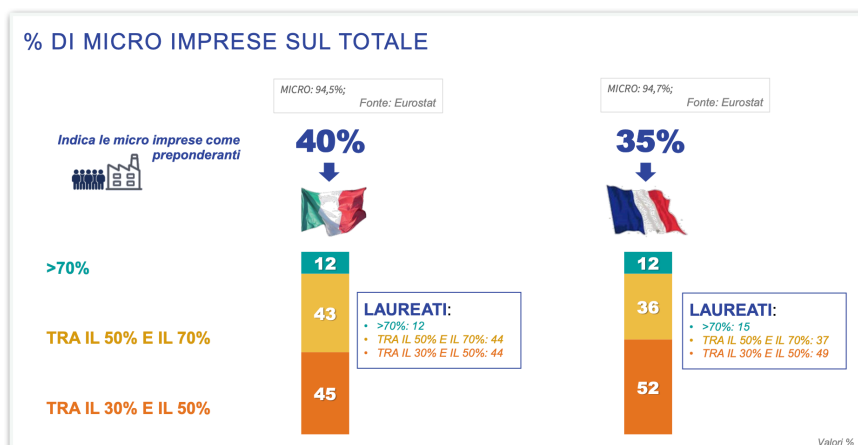 % DI MICRO IMPRESE SUL TOTALE
MICRO: 94,5%;
Fonte: Eurostat
MICRO: 94,7%;
Fonte: Eurostat
Indica le micro imprese come
preponderanti
40%
35%
>70%
12
12
TRA IL 50% E IL 70%
43
LAUREATI:
• >70%: 12
• TRA IL 50% E IL 70%: 44
• TRA IL 30% E IL 50%: 44
36
LAUREATI:
• >70%: 15
• TRA IL 50% E IL 70%: 37
• TRA IL 30% E IL 50%: 49
TRA IL 30% E IL 50%
45
52
Valori %